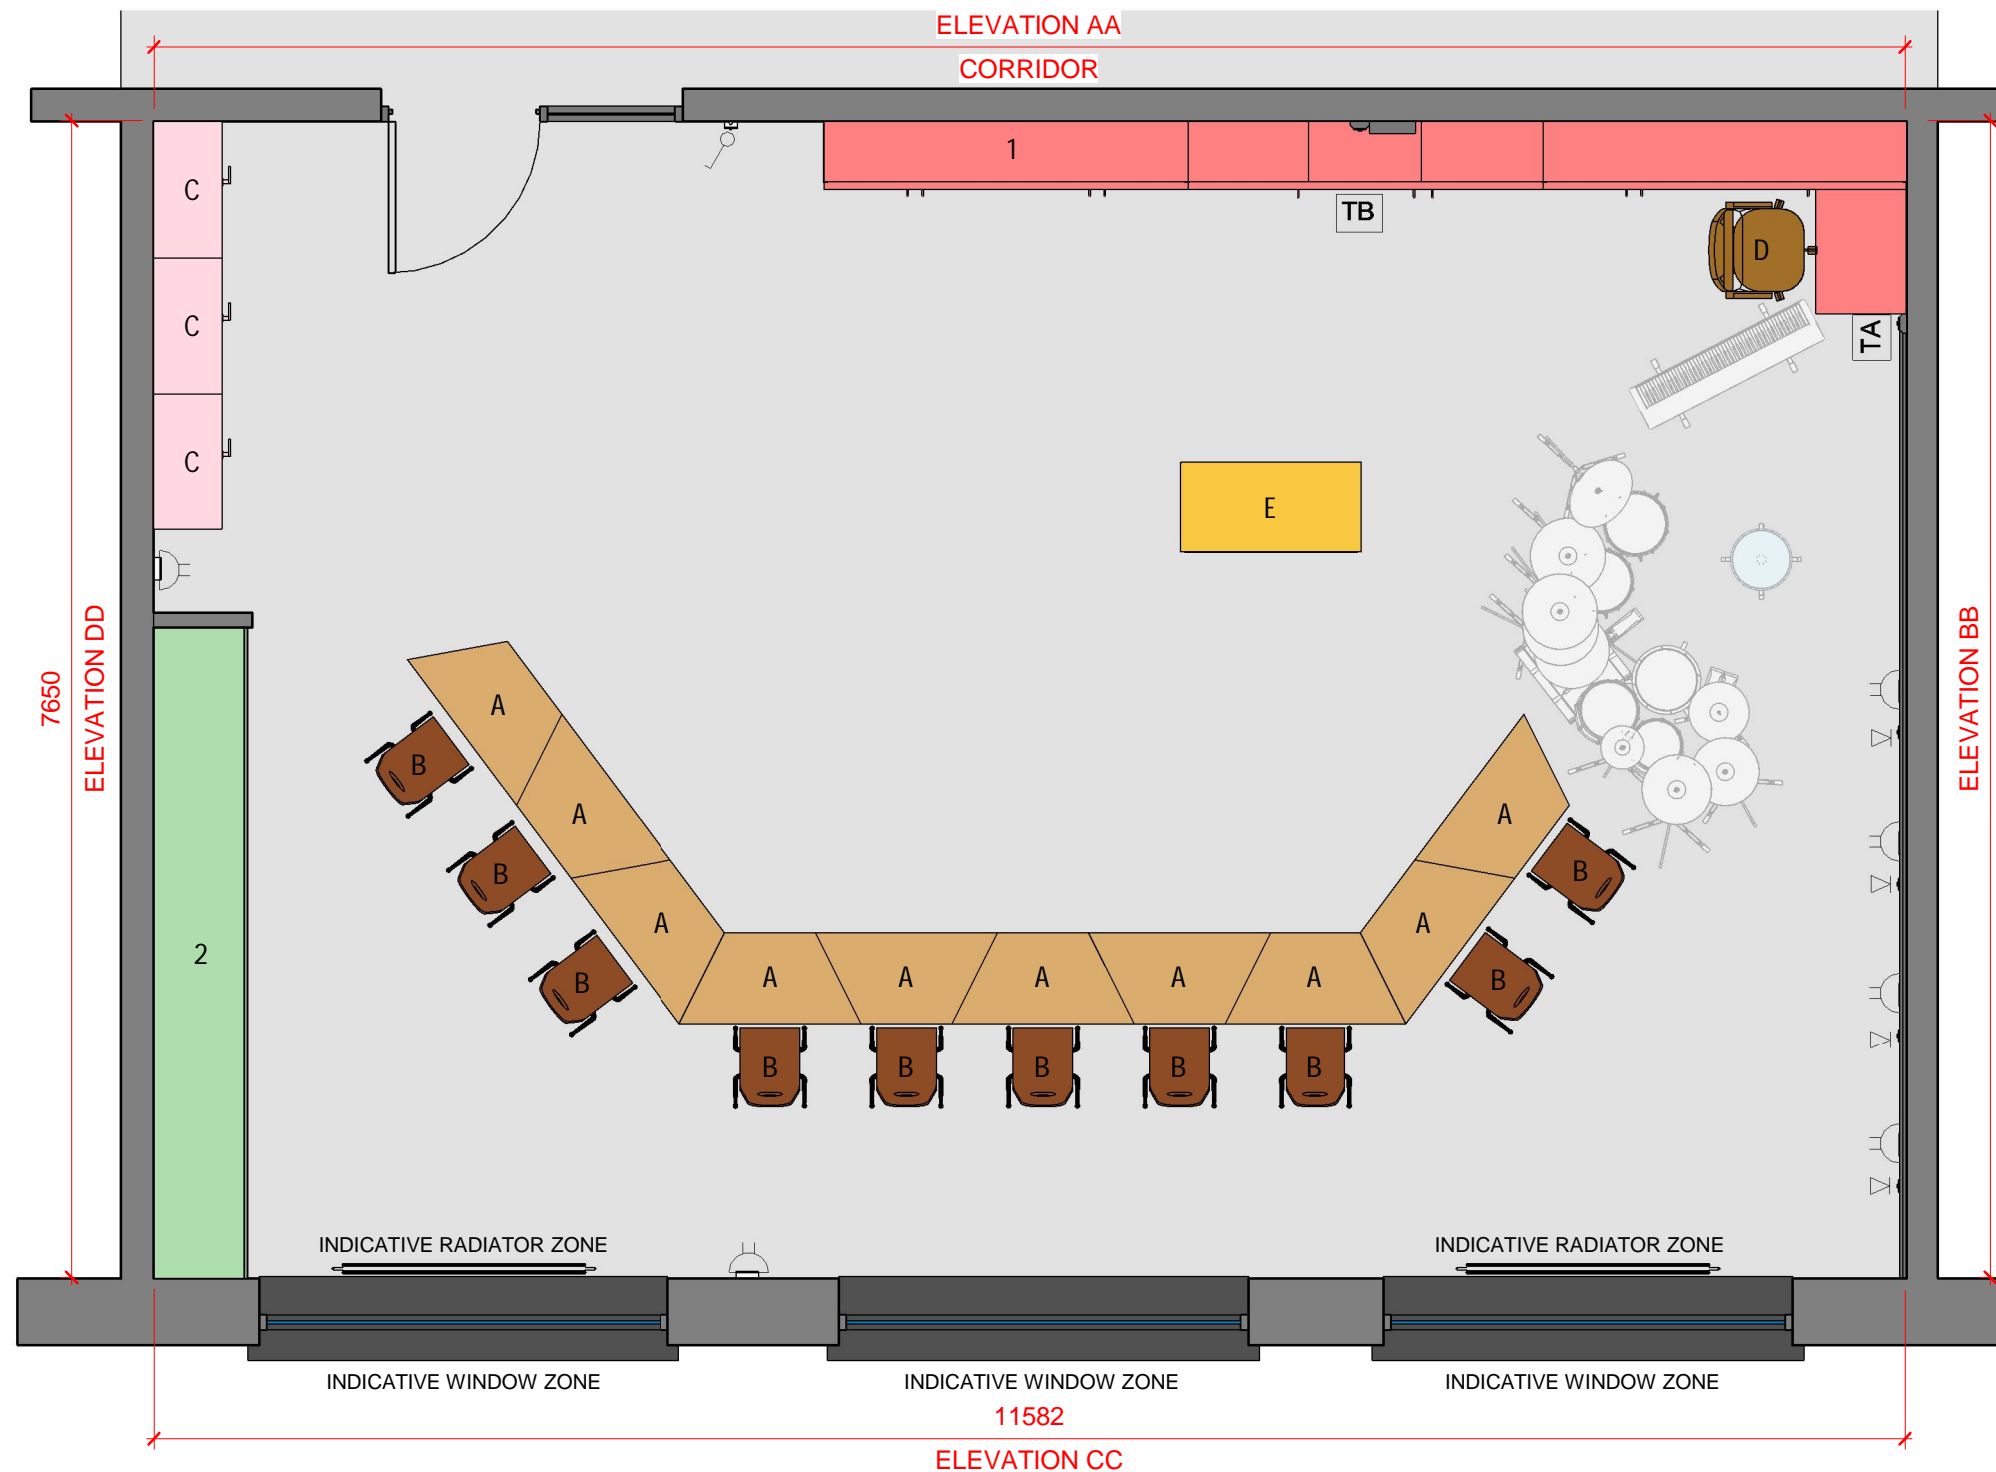 ELEVATION AA
CORRIDOR
1
C
TB
D
C
TA
C
E
7650
ELEVATION DD
ELEVATION BB
A
B
A
A
B
B
A
A
B
2
B
A
A
A
A
A
B
B
B
B
B
INDICATIVE RADIATOR ZONE
INDICATIVE RADIATOR ZONE
INDICATIVE WINDOW ZONE
INDICATIVE WINDOW ZONE
INDICATIVE WINDOW ZONE
11582
ELEVATION CC